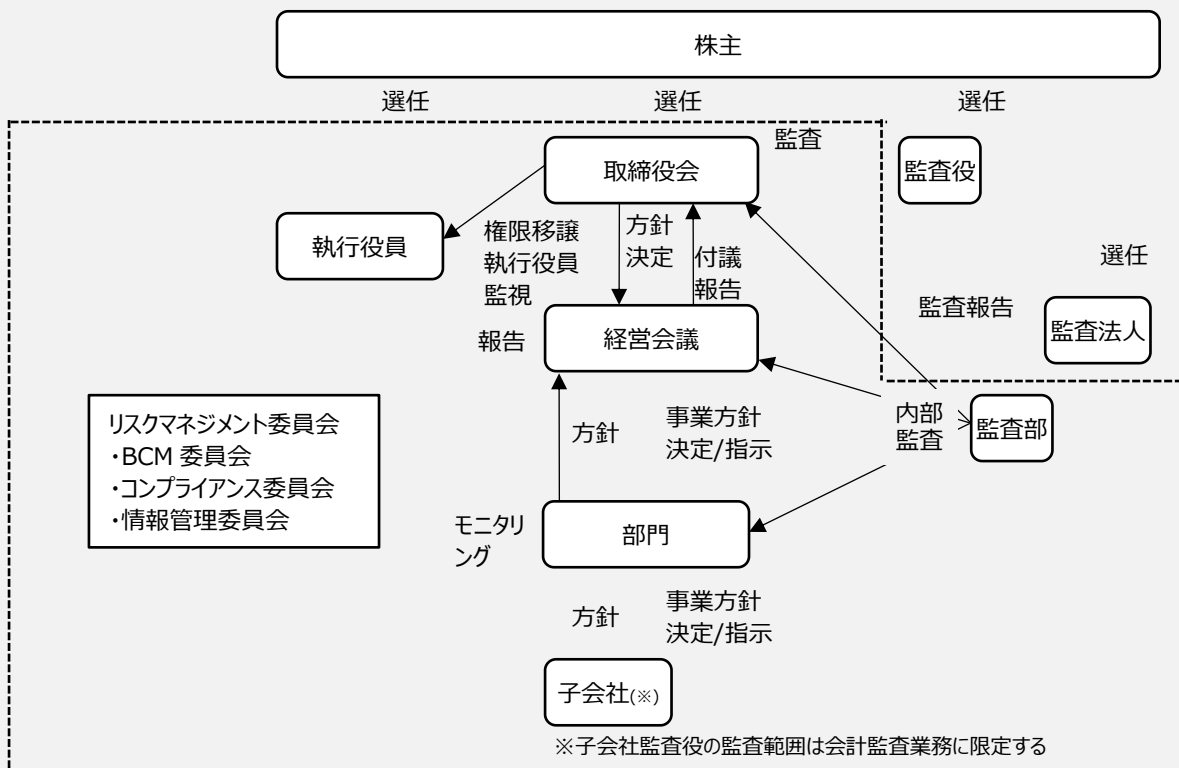 株主
選任
選任
選任
監査
取締役会
監査役
執行役員
権限移譲
執行役員
監視
方針
決定
付議
報告
選任
監査報告
監査法人
報告
経営会議
リスクマネジメント委員会
・BCM 委員会
・コンプライアンス委員会
・情報管理委員会
方針
事業方針
決定/指示
内部
監査
監査部
モニタリ
ング
部門
方針
事業方針
決定/指示
子会社(※)
※子会社監査役の監査範囲は会計監査業務に限定する